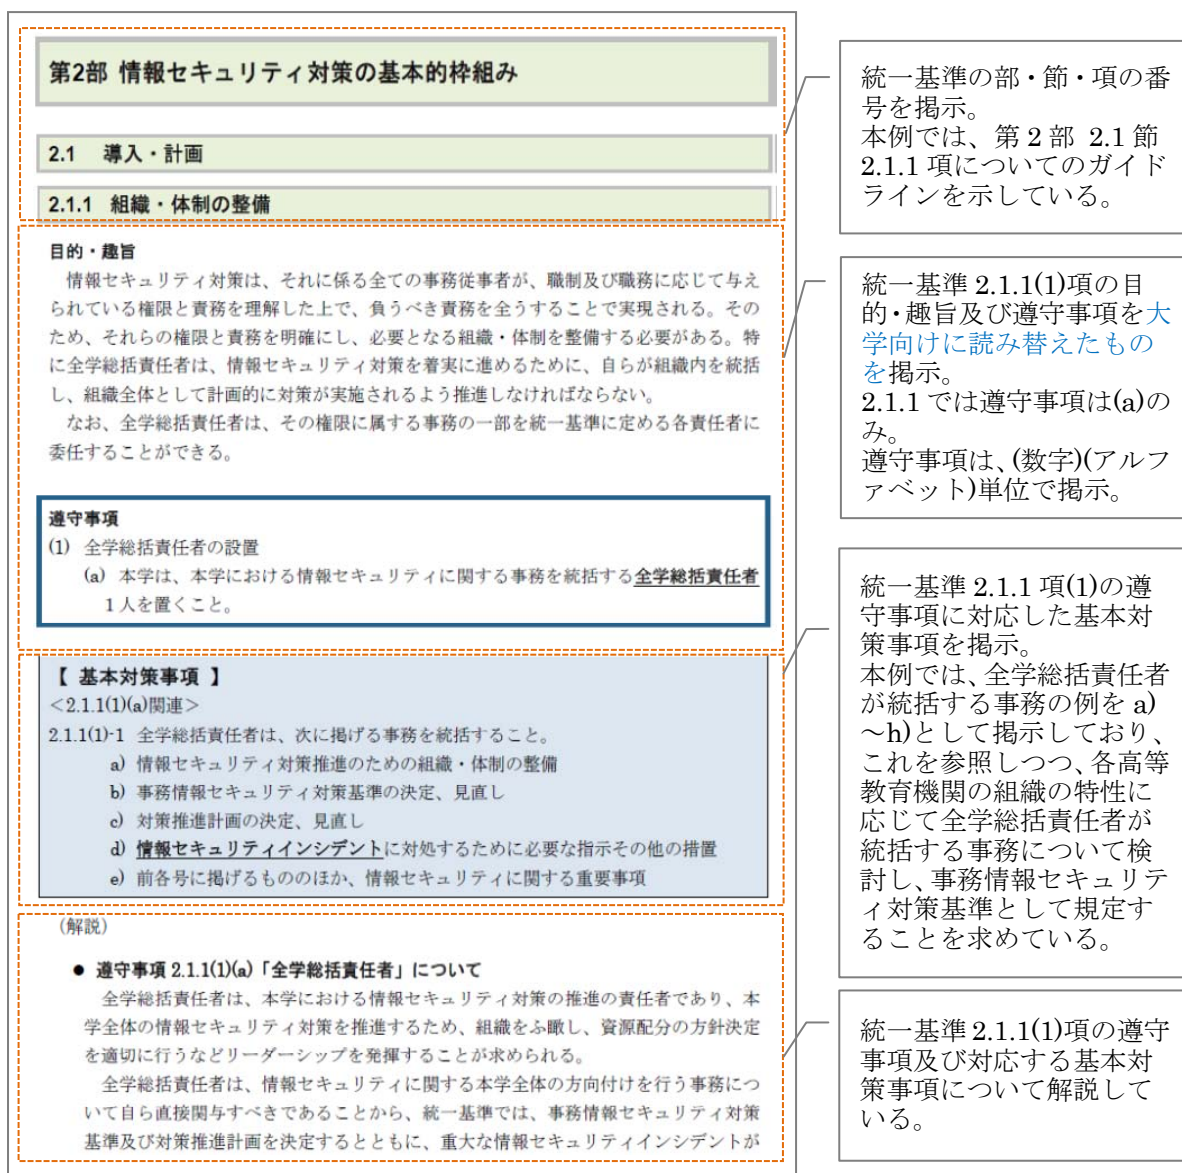 第2部 情報セキュリティ対策の基本的枠組み
2.1 導入・計画
2.1.1 組織・体制の整備
目的・趣旨
情報セキュリティ対策は、それに係る全ての事務従事者が、職制及び職務に応じて与え
られている権限と責務を理解した上で、負うべき責務を全うすることで実現される。その
ため、それらの権限と責務を明確にし、必要となる組織・体制を整備する必要がある。特
に全学総括責任者は、情報セキュリティ対策を着実に進めるために、自らが組織内を統括
し、組織全体として計画的に対策が実施されるよう推進しなければならない。
なお、全学総括責任者は、その権限に属する事務の一部を統一基準に定める各責任者に
委任することができる。
遵守事項
(1) 全学総括責任者の設置
(a) 本学は、本学における情報セキュリティに関する事務を統括する全学総括責任者
1人を置くこと。
【 基本対策事項 】
<2.1.1(1)(a)関連>
2.1.1(1)-1 全学総括責任者は、次に掲げる事務を統括すること。
a) 情報セキュリティ対策推進のための組織・体制の整備
b) 事務情報セキュリティ対策基準の決定、見直し
c) 対策推進計画の決定、見直し
d) 情報セキュリティインシデントに対処するために必要な指示その他の措置
e) 前各号に掲げるもののほか、情報セキュリティに関する重要事項
(解説)
● 遵守事項 2.1.1(1)(a)「全学総括責任者」について
全学総括責任者は、本学における情報セキュリティ対策の推進の責任者であり、本
学全体の情報セキュリティ対策を推進するため、組織をふ瞰し、資源配分の方針決定
を適切に行うなどリーダーシップを発揮することが求められる。
全学総括責任者は、情報セキュリティに関する本学全体の方向付けを行う事務につ
いて自ら直接関与すべきであることから、統一基準では、事務情報セキュリティ対策
基準及び対策推進計画を決定するとともに、重大な情報セキュリティインシデントが
統一基準の部・節・項の番
号を掲示。
本例では、第 2 部 2.1 節
2.1.1 項についてのガイド
ラインを示している。
統一基準 2.1.1(1)項の目
的・趣旨及び遵守事項を大
学向けに読み替えたもの
を掲示。
2.1.1 では遵守事項は(a)の
み。
遵守事項は、(数字)(アルフ
ァベット)単位で掲示。
統一基準 2.1.1 項(1)の遵
守事項に対応した基本対
策事項を掲示。
本例では、全学総括責任者
が統括する事務の例を a)
～h)として掲示しており、
これを参照しつつ、各高等
教育機関の組織の特性に
応じて全学総括責任者が
統括する事務について検
討し、事務情報セキュリテ
ィ対策基準として規定す
ることを求めている。
統一基準 2.1.1(1)項の遵守
事項及び対応する基本対
策事項について解説して
いる。